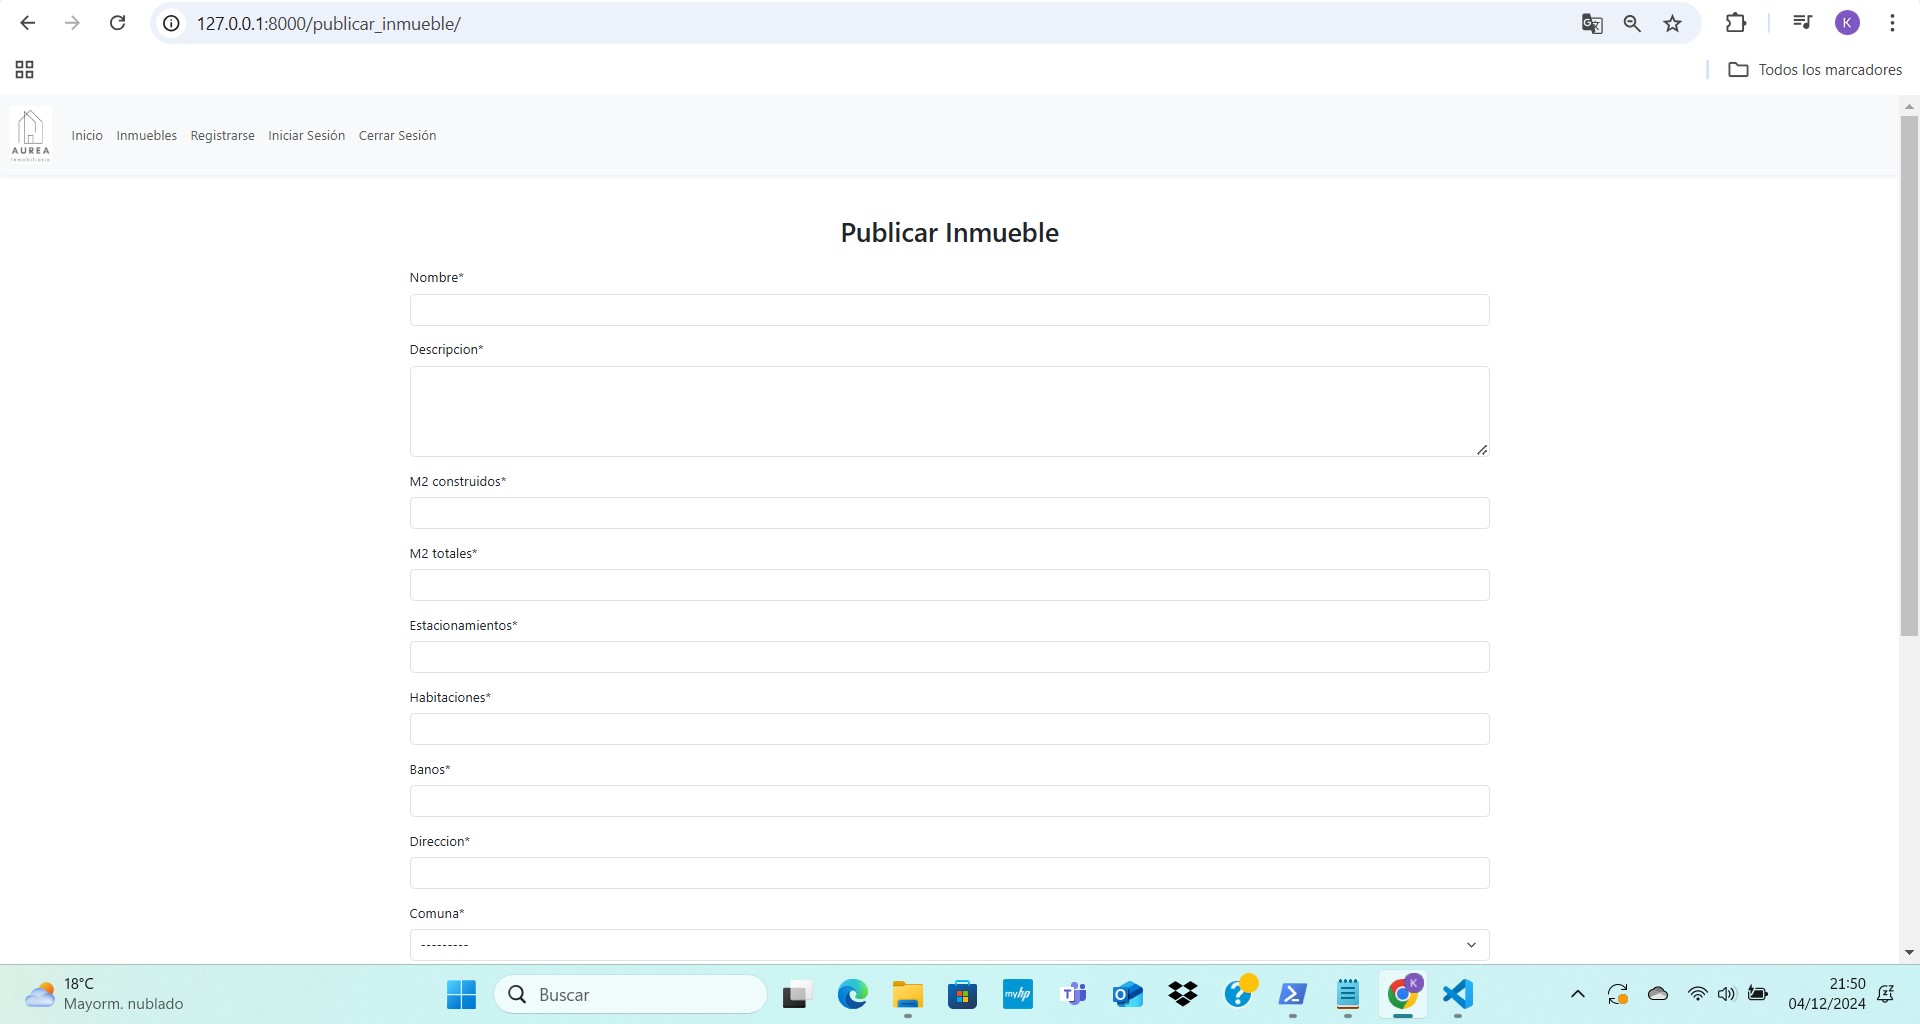 127.0.0.1:8000/publicar_inmueble/
K
Todos los marcadores
AUREA
Inmobiliaria
Inicio
Inmuebles
Registrarse
Iniciar Sesión
Cerrar Sesión
Publicar Inmueble
Nombre*
Descripcion*
M2 construidos*
M2 totales*
Estacionamientos*
Habitaciones*
Banos*
Direccion*
Comuna*
---------
18°C
Mayorm. nublado
Buscar
myhp
K
21:50
04/12/2024